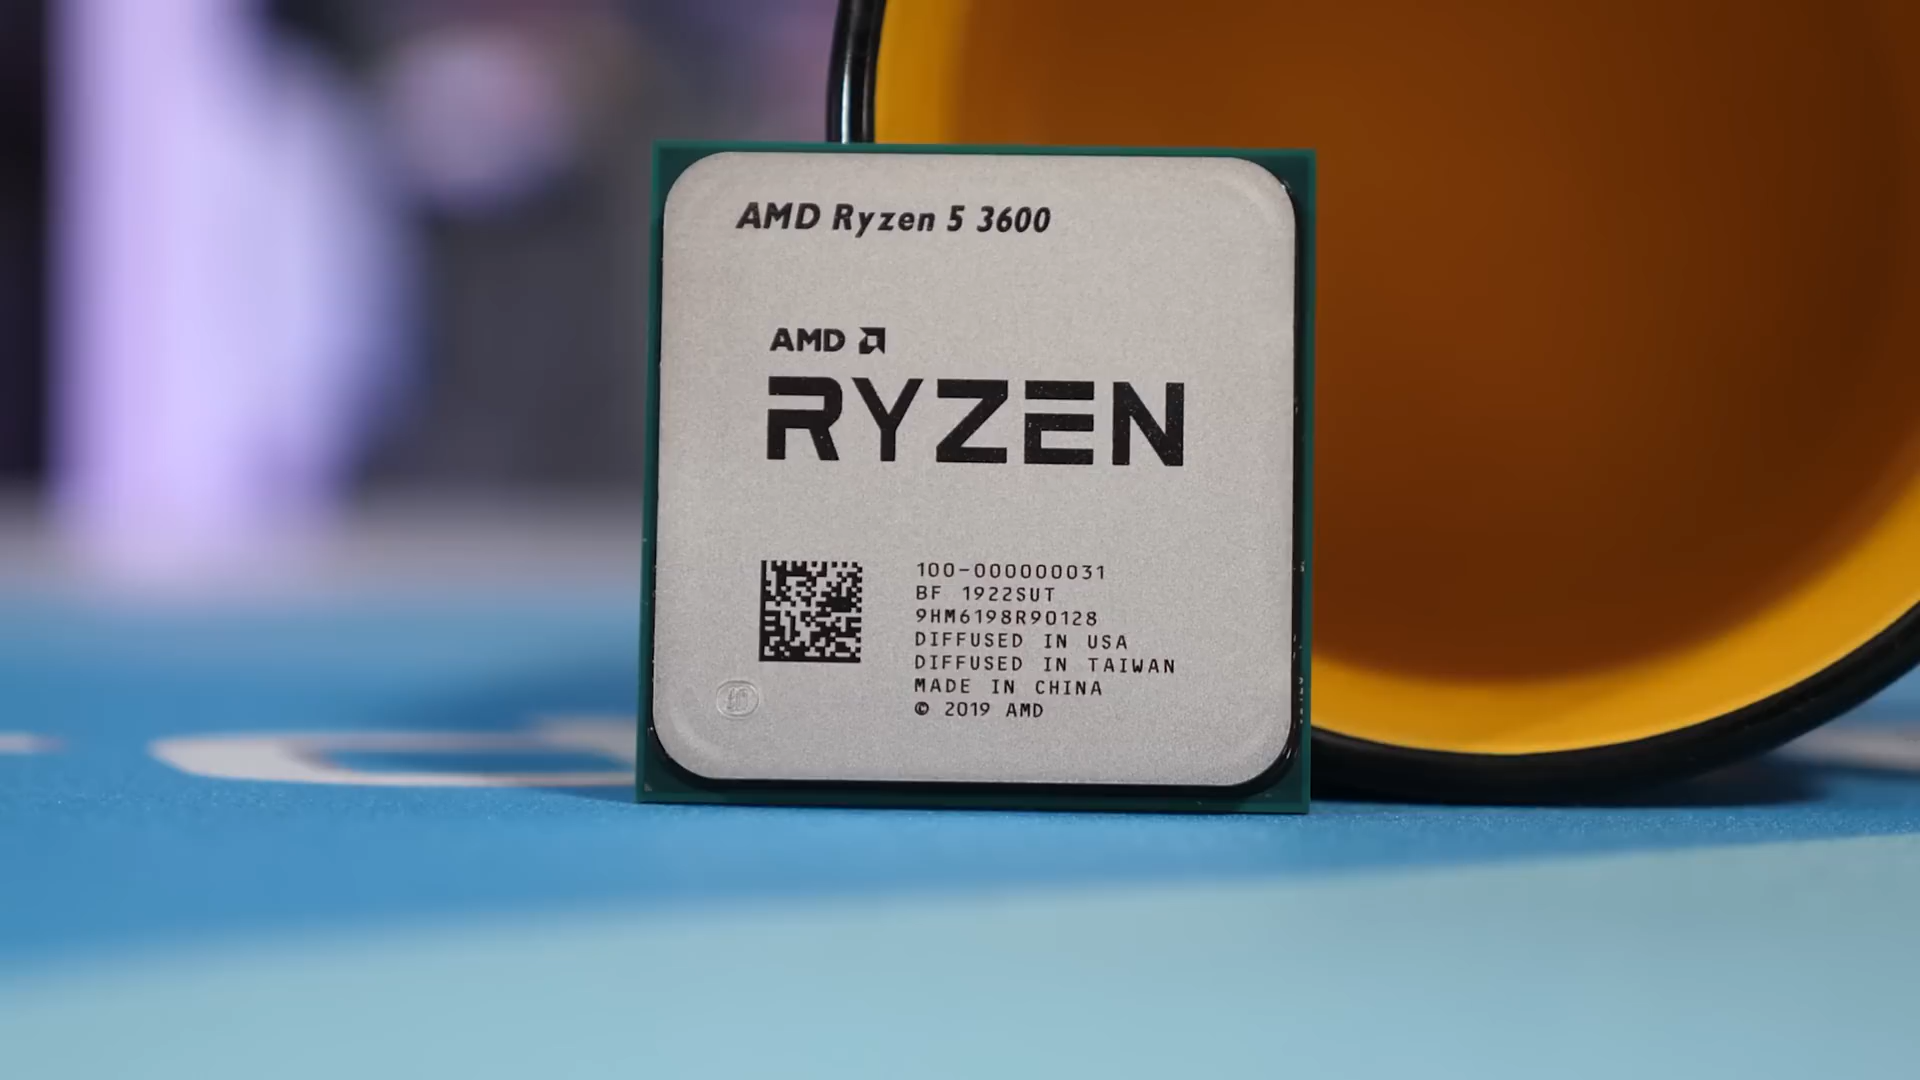 AMD Ryzen 5 3600
AMD
RYZEN
100-000000031
BF 1922SUT
9HM6198R90128
DIFFUSED IN USA
DIFFUSED IN TAIWAN
MADE IN CHINA
© 2019 AMD